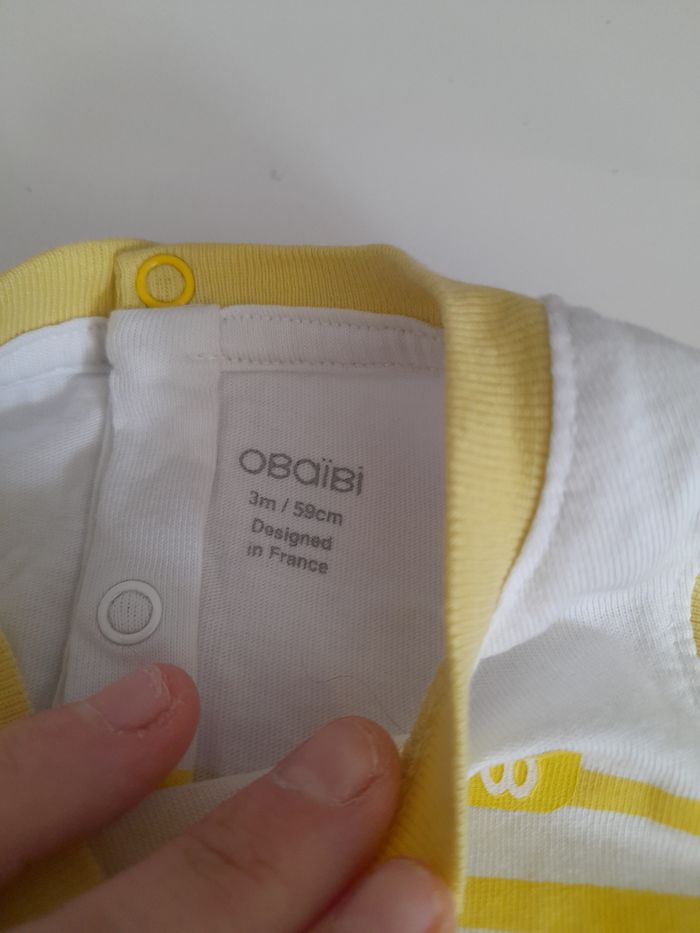 OBaïBi
3m / 59cm
Designed
in France